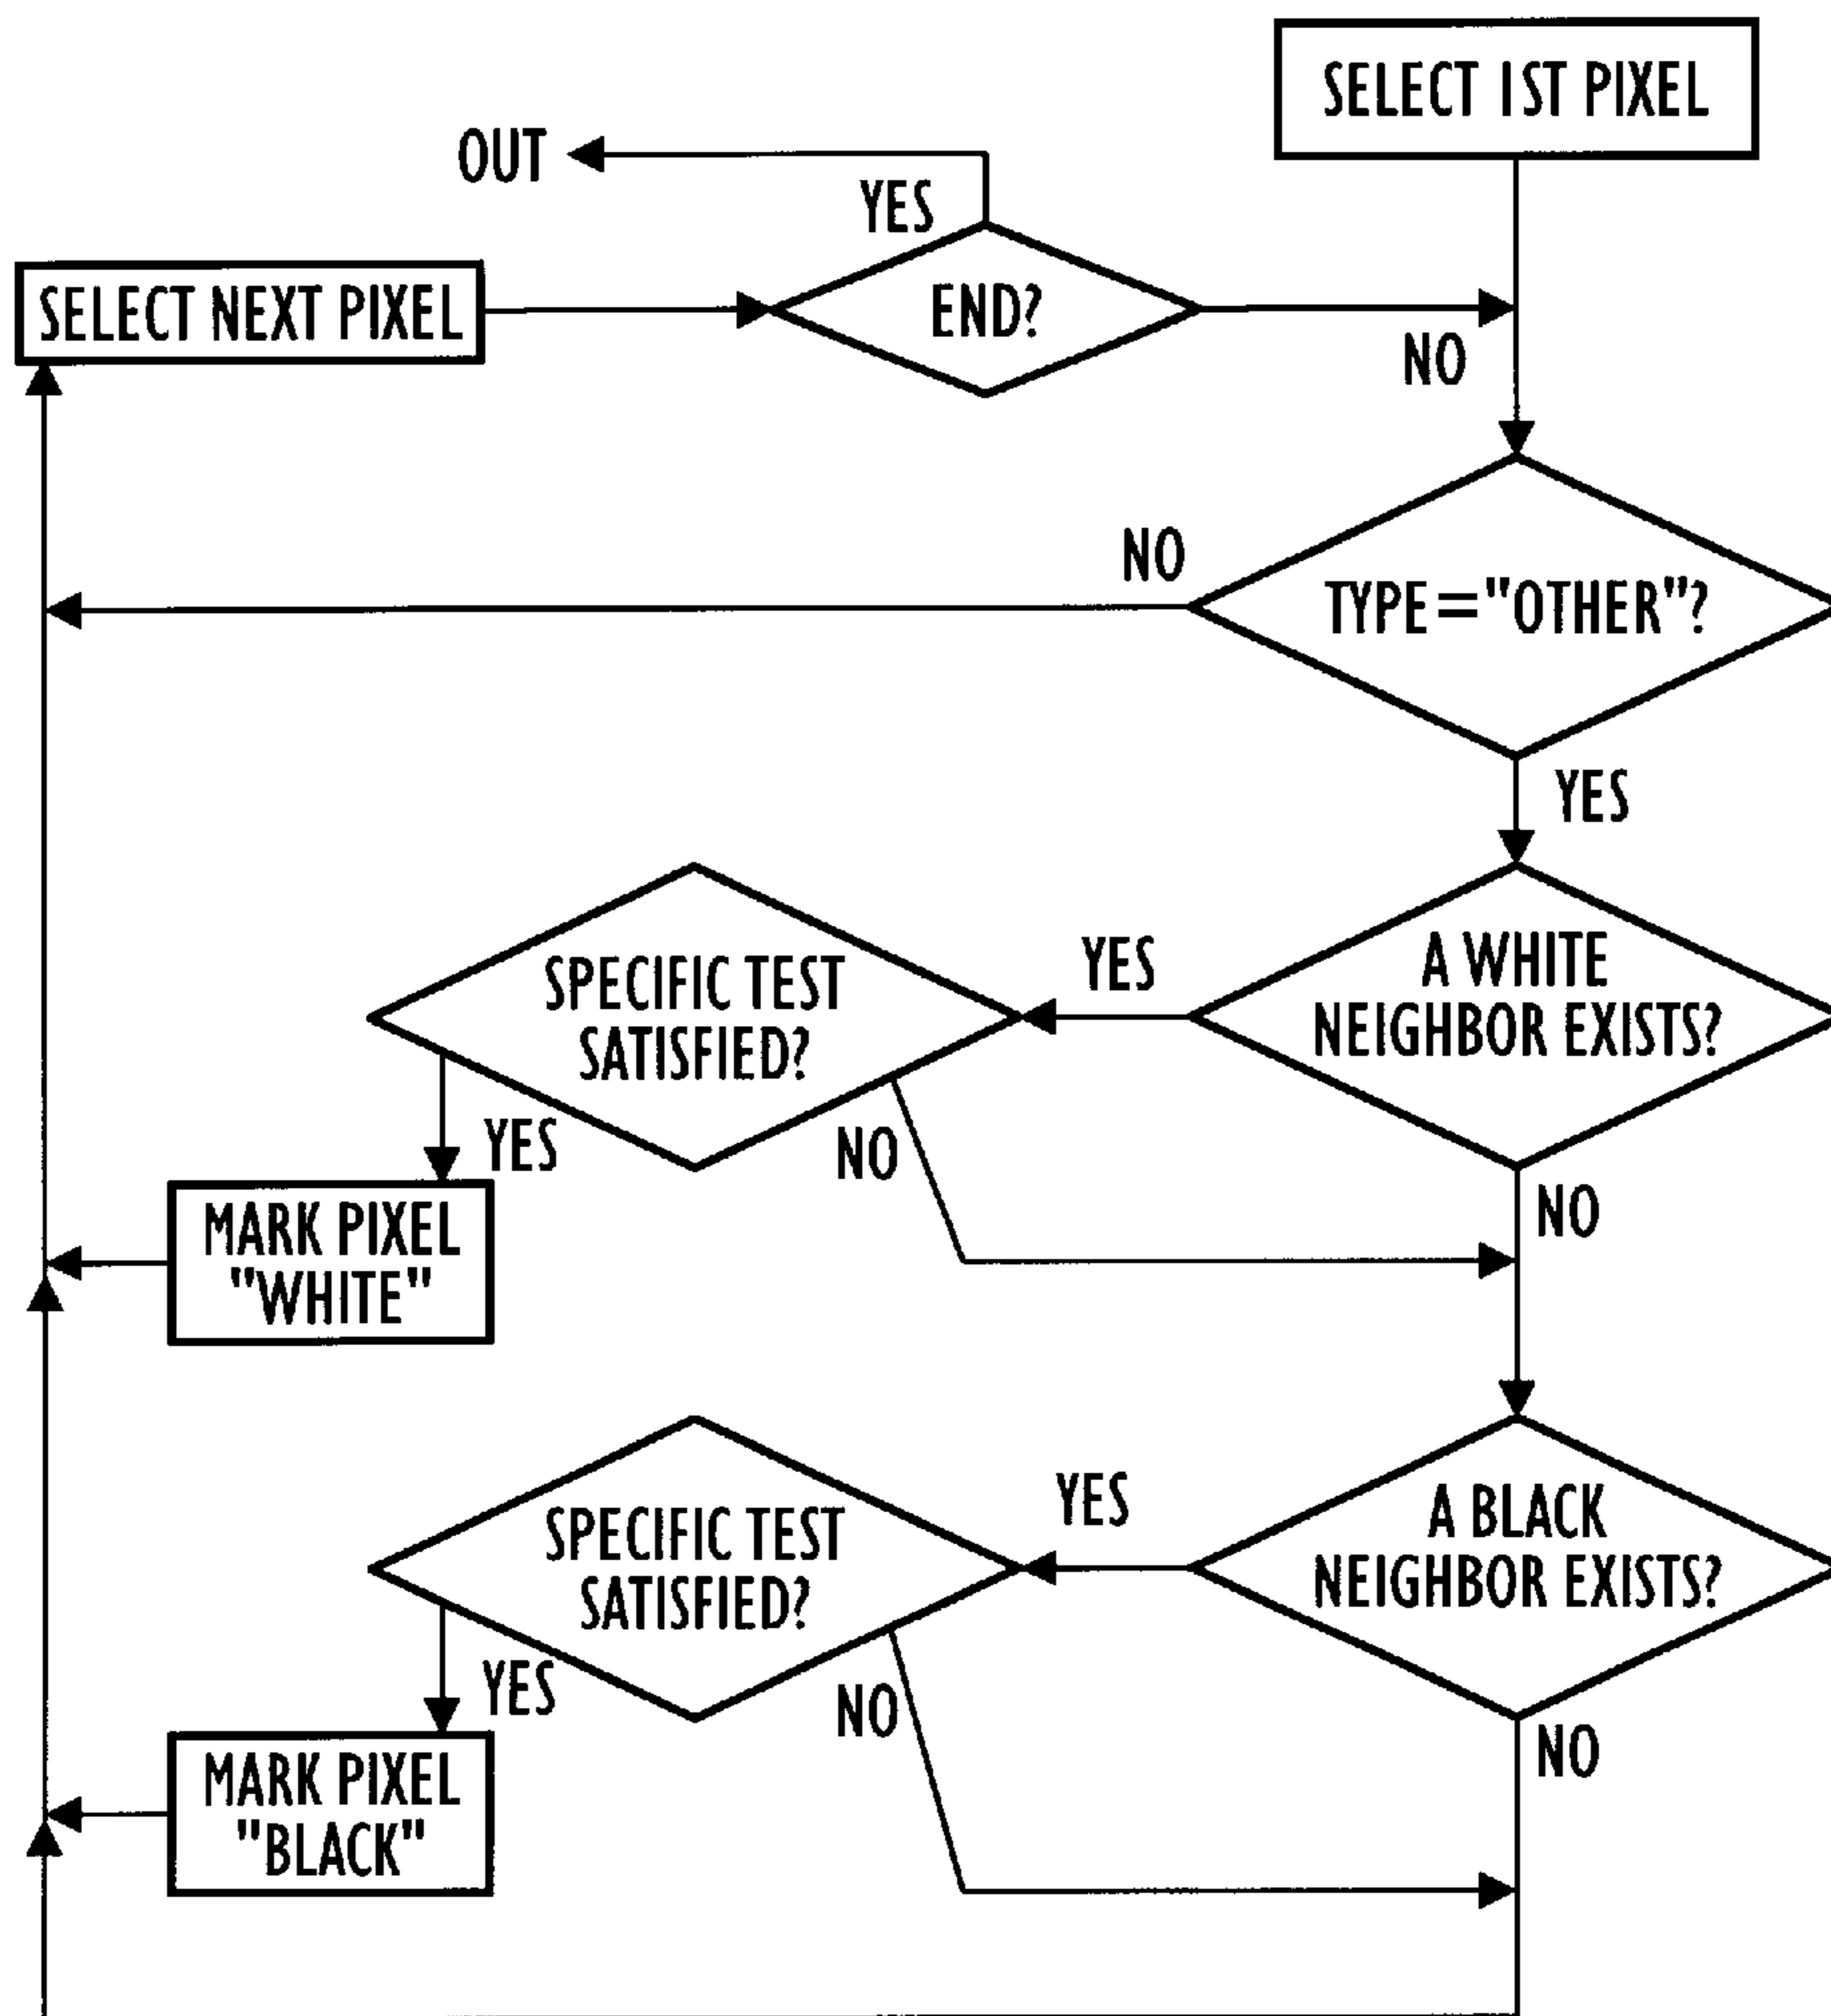 SELECT 1ST PIXEL
OUT
YES
SELECT NEXT PIXEL
END?
NO
NO
TYPE="OTHER"?
YES
SPECIFIC TEST
SATISFIED?
YES
A WHITE
NEIGHBOR EXISTS?
YES
NO
NO
MARK PIXEL
"WHITE"
SPECIFIC TEST
SATISFIED?
YES
A BLACK
NEIGHBOR EXISTS?
YES
NO
NO
MARK PIXEL
"BLACK"